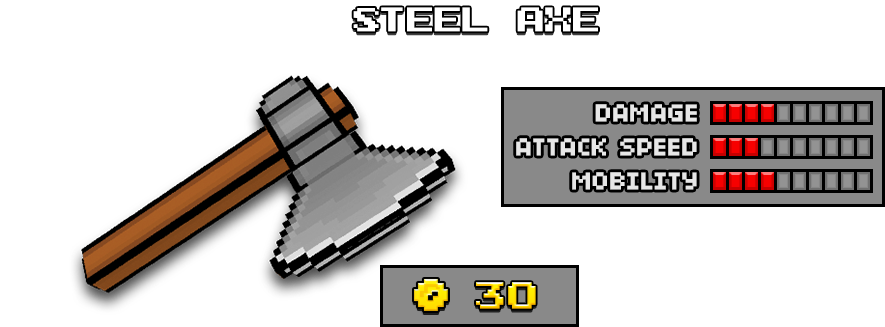 STEEL AXE
DAMAGE
ATTACK SPEED
MOBILITY
30